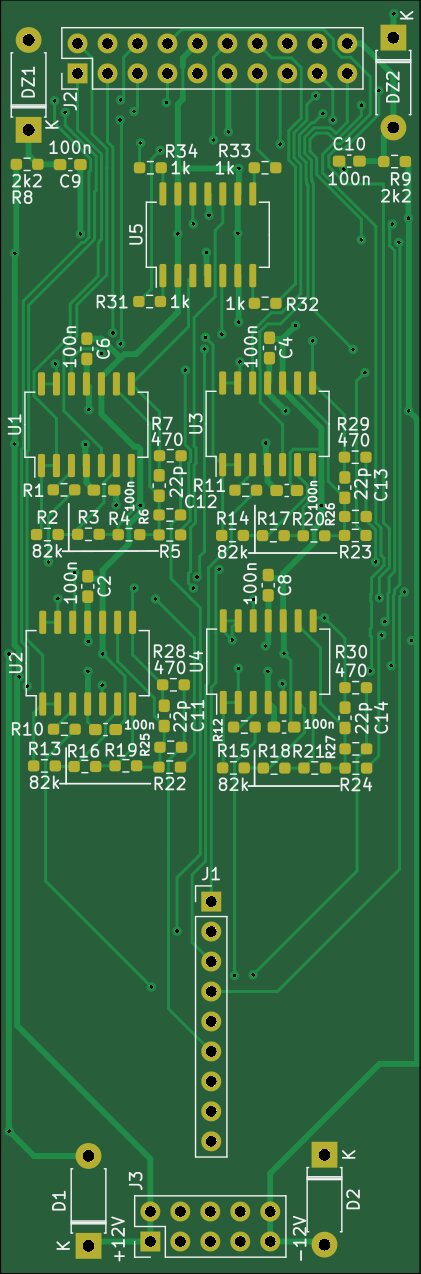 K
DZ1
DZ2
J2
K
100n
R34
R33
C10
2k2
C9
1k
1k
100n
R9
R8
2k2
U5
R31
1k
1k
R32
100n
C6
100n
C4
U1
R7
U3
R29
470
470
22p
22p
C13
R1
100n
C12
R11
100n
R2
R3
R4
R6
R14
R17
R20
R26
82k
R5
82k
R23
100n
C2
100n
C8
U2
R28
U4
R30
470
470
22p
C11
22p
C14
R10
100n
R12
100n
R13
R16
R19
R25
R15
R18
R21
R27
82k
R22
82k
R24
J1
J3
K
D1
D2
K
+12V
-12V